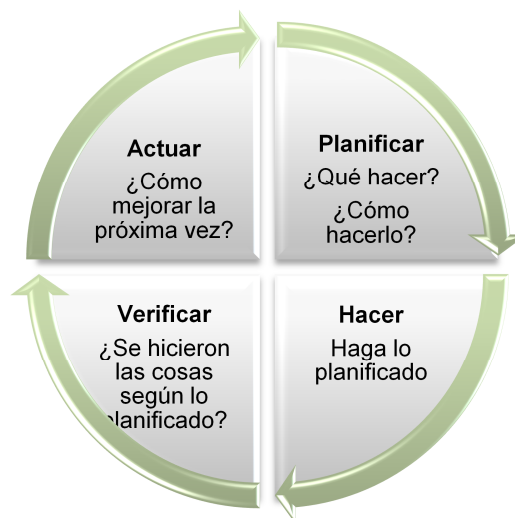 Actuar
¿Cómo
mejorar la
próxima vez?
Planificar
¿Qué hacer?
¿Cómo
hacerlo?
Verificar
¿Se hicieron
las cosas
según lo
planificado?
Hacer
Haga lo
planificado